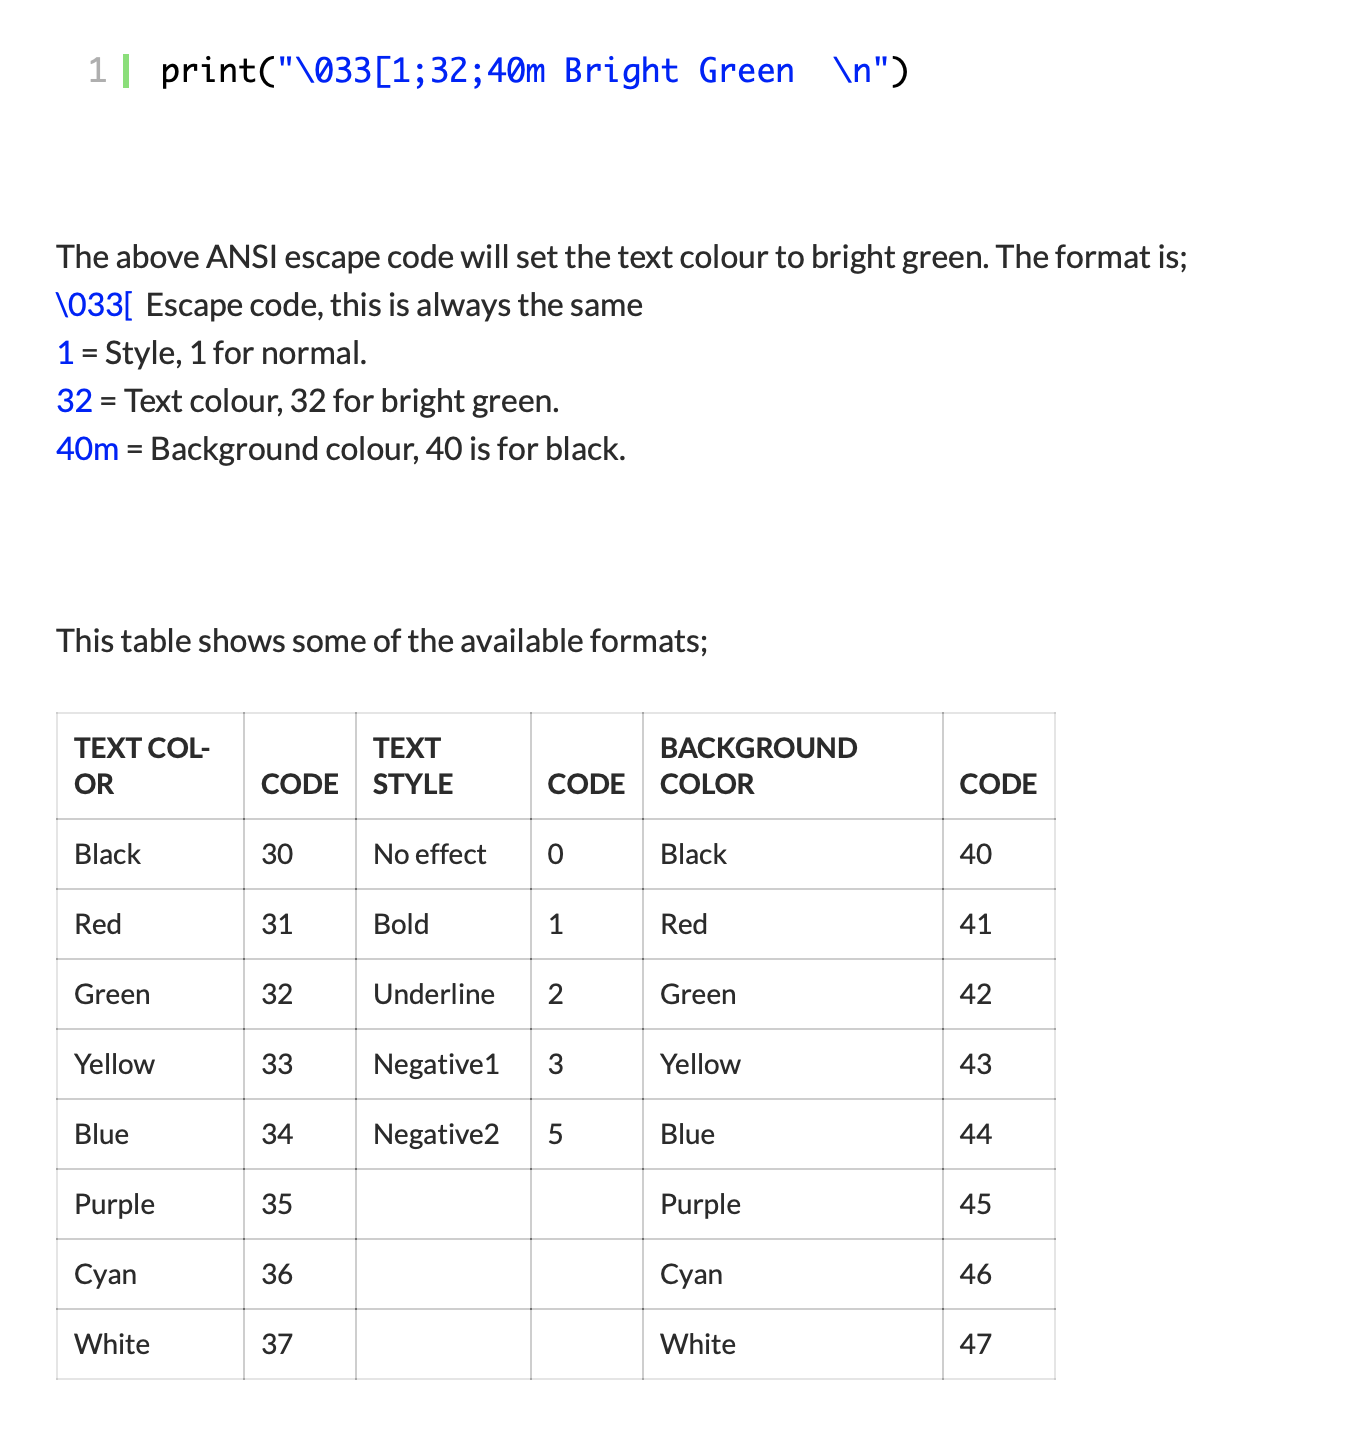 1 print("\033[1;32;40m Bright Green  \n")
The above ANSI escape code will set the text colour to bright green. The format is;
\033[ Escape code, this is always the same
1 = Style, 1 for normal.
32 = Text colour, 32 for bright green.
40m = Background colour, 40 is for black.
This table shows some of the available formats;
TEXT COL-
OR CODE TEXT
STYLE CODE BACKGROUND
COLOR CODE
Black 30 No effect 0 Black 40
Red 31 Bold 1 Red 41
Green 32 Underline 2 Green 42
Yellow 33 Negative1 3 Yellow 43
Blue 34 Negative2 5 Blue 44
Purple 35 Purple 45
Cyan 36 Cyan 46
White 37 White 47